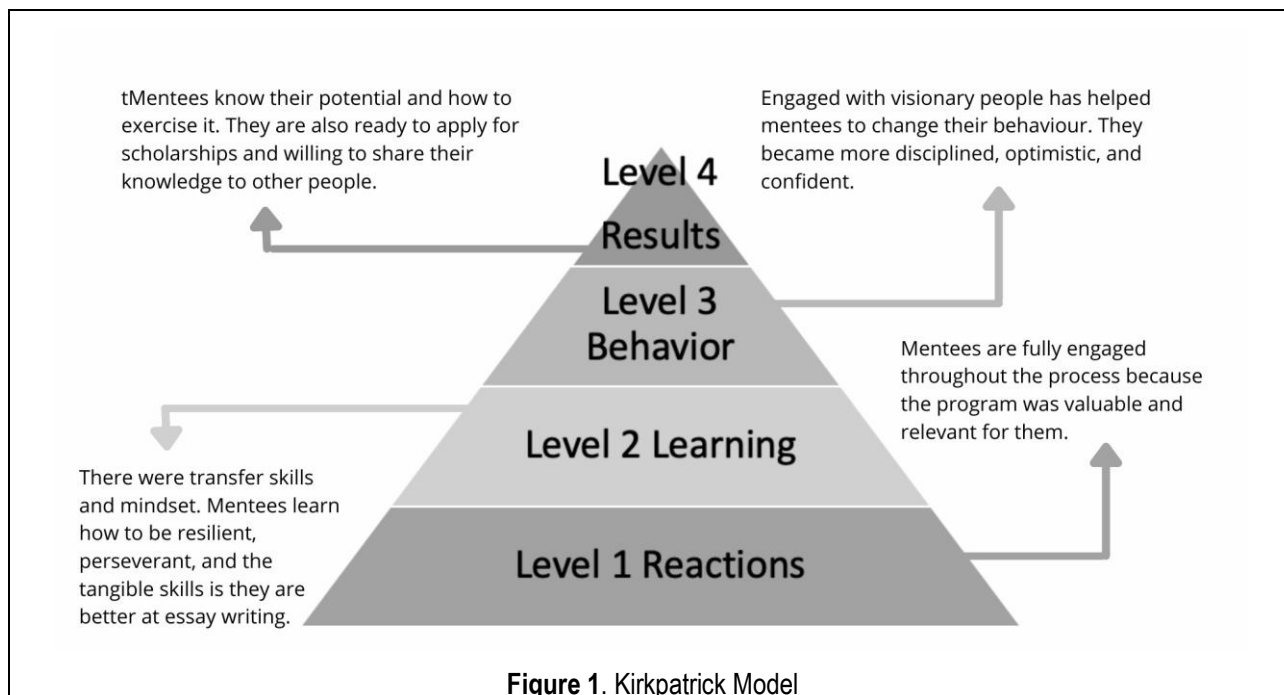 tMentees know their potential and how to
exercise it. They are also ready to apply for
scholarships and willing to share their
knowledge to other people.
Engaged with visionary people has helped
mentees to change their behaviour. They
became more disciplined, optimistic, and
confident.
Level 4
Results
Level 3
Behavior
Mentees are fully engaged
throughout the process because
the program was valuable and
relevant for them.
Level 2 Learning
There were transfer skills
and mindset. Mentees learn
how to be resilient,
perseverant, and the
tangible skills is they are
better at essay writing.
Level 1 Reactions
Figure 1. Kirkpatrick Model